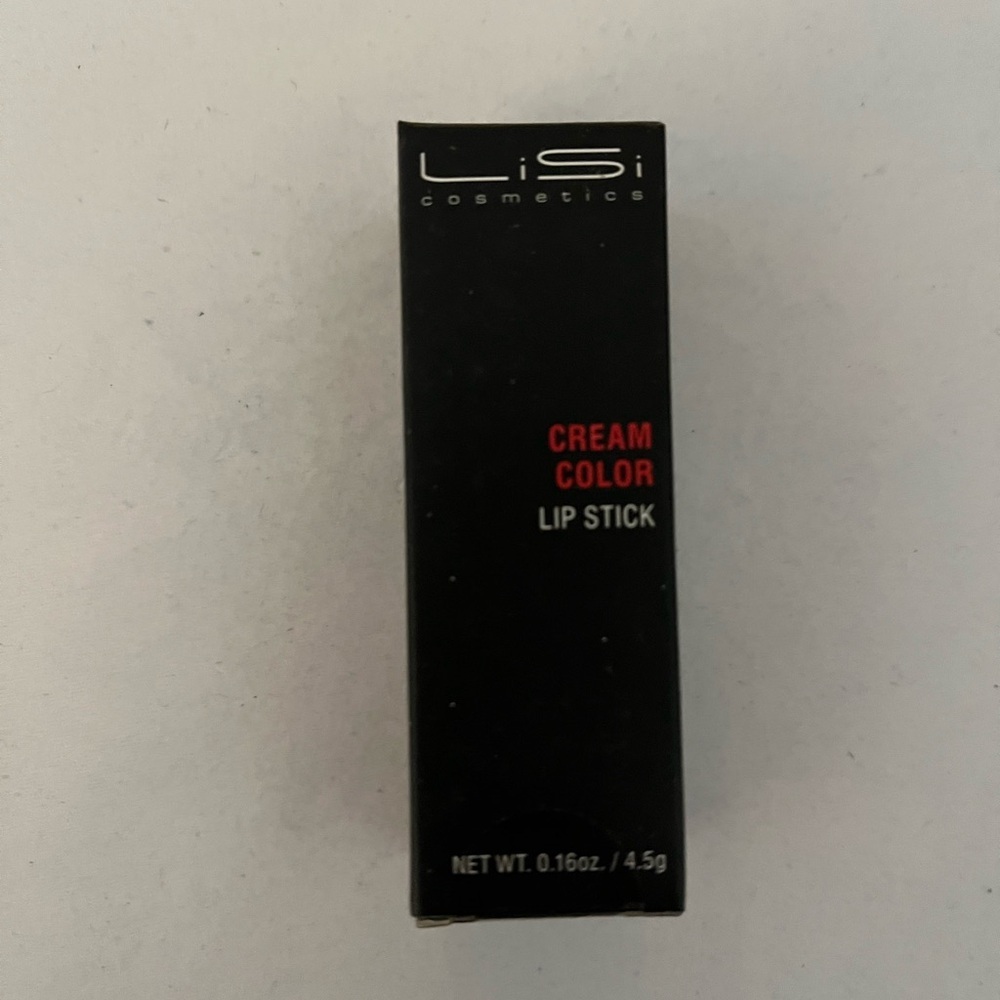 LiSi
cosmetics
CREAM
COLOR
LIP STICK
NET WT. 0.16oz. / 4.5g